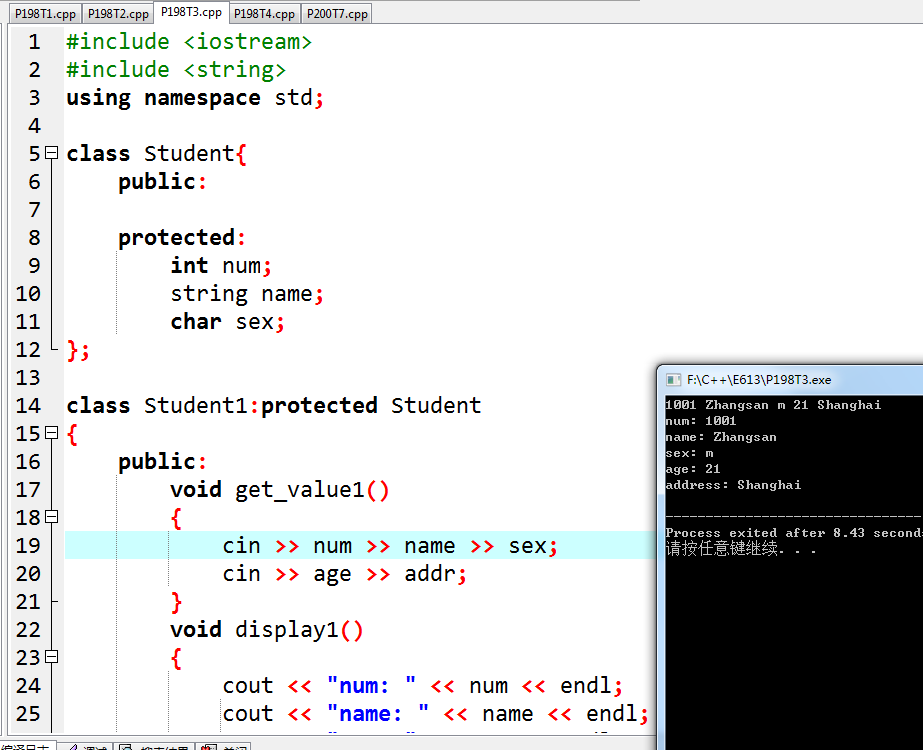 P198T1.cpp P198T2.cpp P198T3.cpp P198T4.cpp P200T7.cpp
1 #include <iostream>
2 #include <string>
3 using namespace std;
4
5 class Student{
6 public:
7
8 protected:
9 int num;
10 string name;
11 char sex;
12 };
13
14 class Student1:protected Student
15 {
16 public:
17 void get_value1()
18 {
19 cin >> num >> name >> sex;
20 cin >> age >> addr;
21 }
22 void display1()
23 {
24 cout << "num: " << num << endl;
25 cout << "name: " << name << endl;
F:\C++\E613\P198T3.exe
1001 Zhangsan m 21 Shanghai
num: 1001
name: Zhangsan
sex: m
age: 21
address: Shanghai
--------------------------------
Process exited after 8.43 second
请按任意键继续. . .